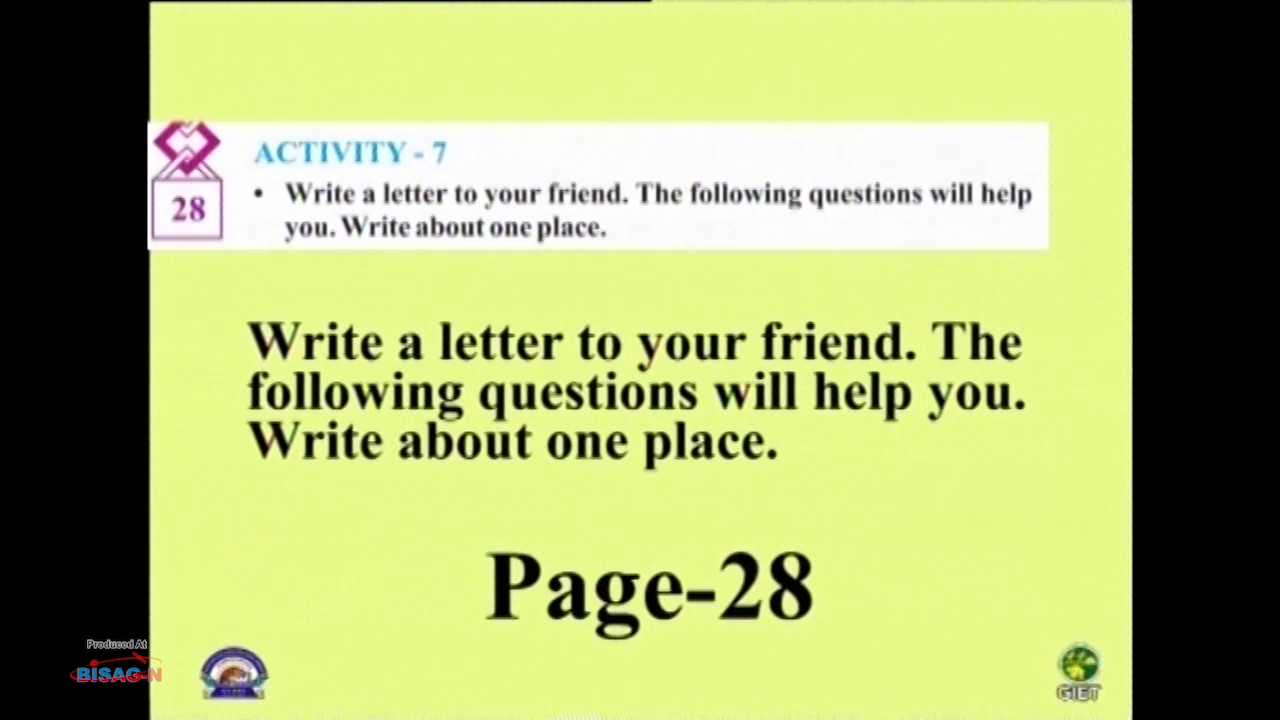 ACTIVITY - 7
• Write a letter to your friend. The following questions will help
you. Write about one place.
28
Write a letter to your friend. The
following questions will help you.
Write about one place.
Page-28
Produced At
BISAG-N
GIET